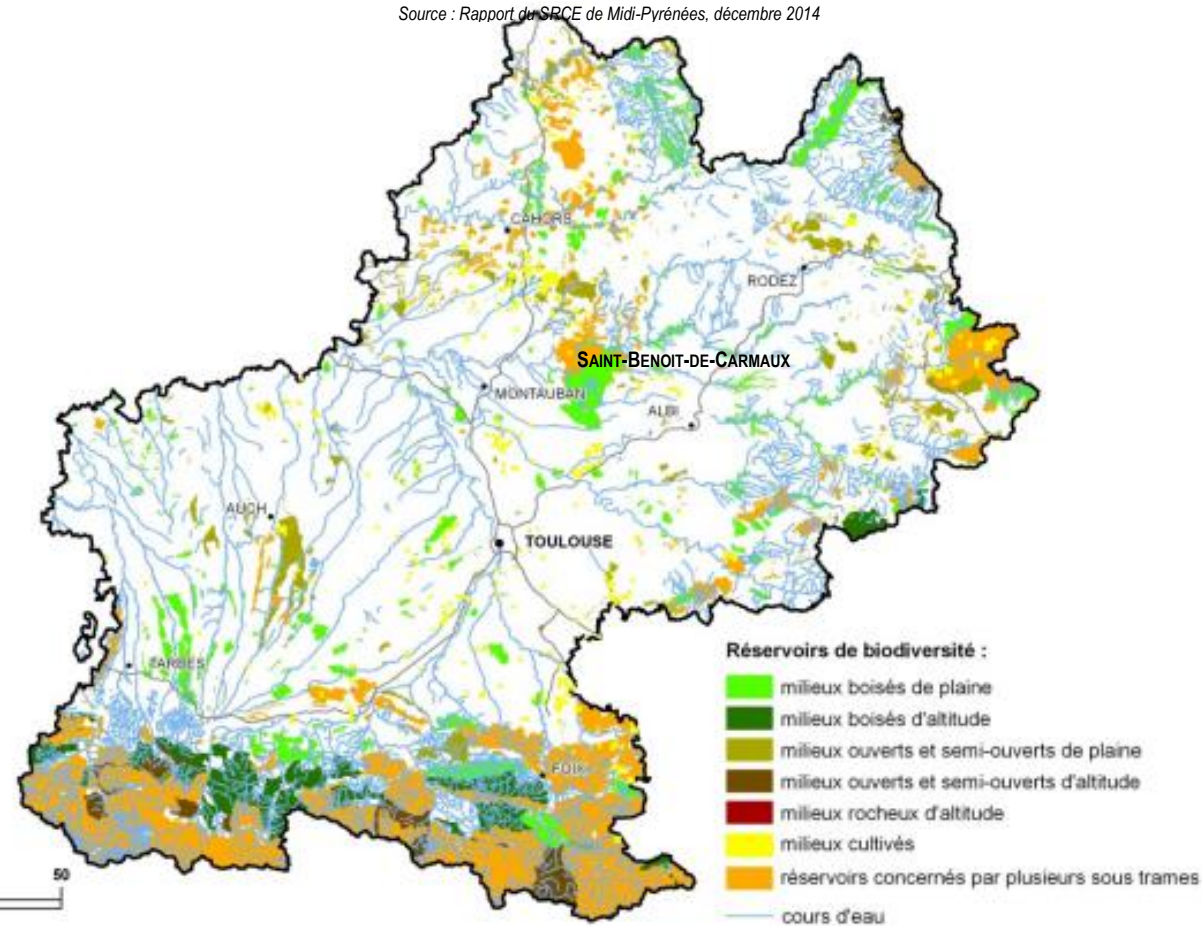 Source : Rapport du SRCE de Midi-Pyrénées, décembre 2014
CAHORS
RODEZ
SAINT-BENOIT-DE-CARMAUX
MONTAUBAN
ALBI
AUCH
TOULOUSE
TARBES
FOIX
50
Réservoirs de biodiversité :
milieux boisés de plaine
milieux boisés d'altitude
milieux ouverts et semi-ouverts de plaine
milieux ouverts et semi-ouverts d'altitude
milieux rocheux d'altitude
milieux cultivés
réservoirs concernés par plusieurs sous trames
cours d'eau